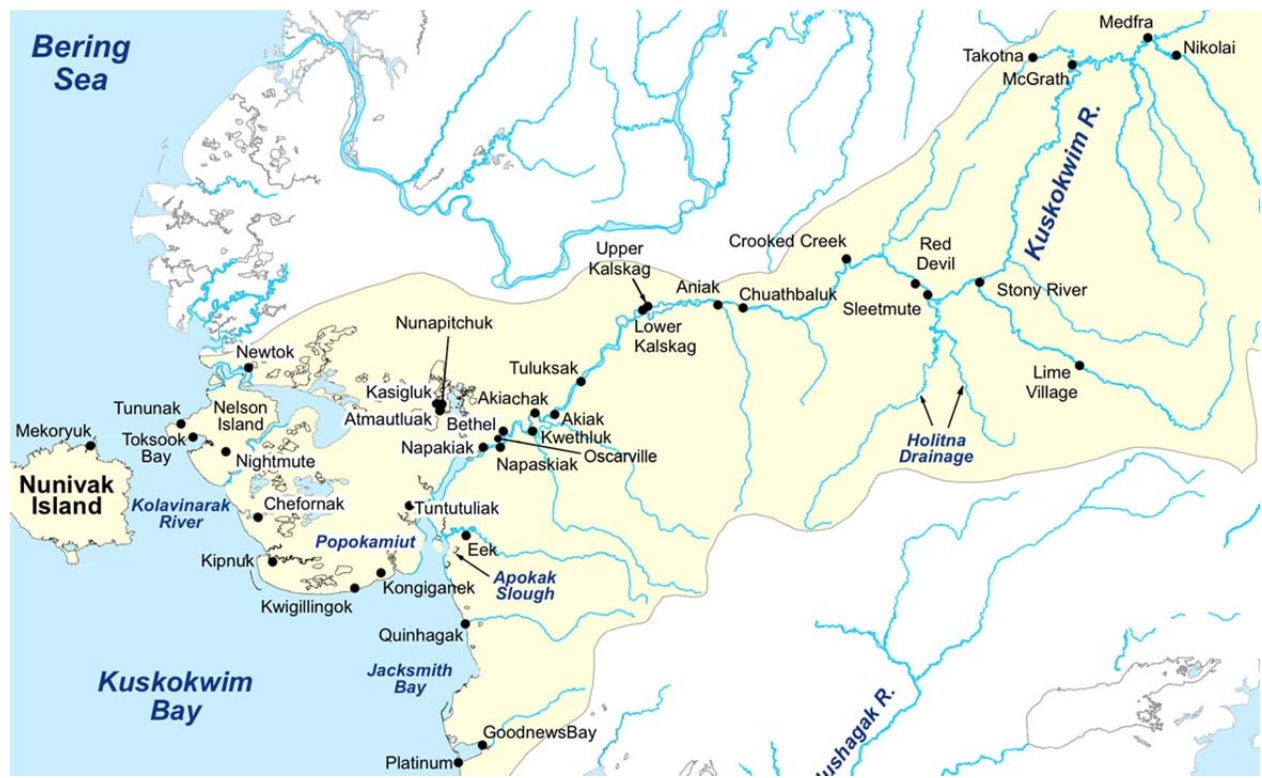 Bering
Sea
Medfra
Takotna
Nikolai
McGrath
Kuskokwim R.
Upper
Kalskag
Crooked Creek
Red
Devil
Aniak
Chuathbaluk
Stony River
Sleetmute
Lower
Kalskag
Nunapitchuk
Newtok
Tuluksak
Lime
Village
Kasigluk
Akiachak
Nelson
Island
Tununak
Atmautluak
Akiak
Bethel
Mekoryuk
Toksook
Bay
Kwethluk
Holitna
Drainage
Napakiak
Oscarville
Nightmute
Napaskiak
Nunivak
Island
Kolavinarak
River
Chefornak
Tuntutuliak
Popokamiut
Eek
Kipnuk
Apokak
Slough
Kongiganek
Kwigillingok
Quinhagak
Jacksmith
Bay
Kuskokwim
Bay
GoodnewsBay
Platinum